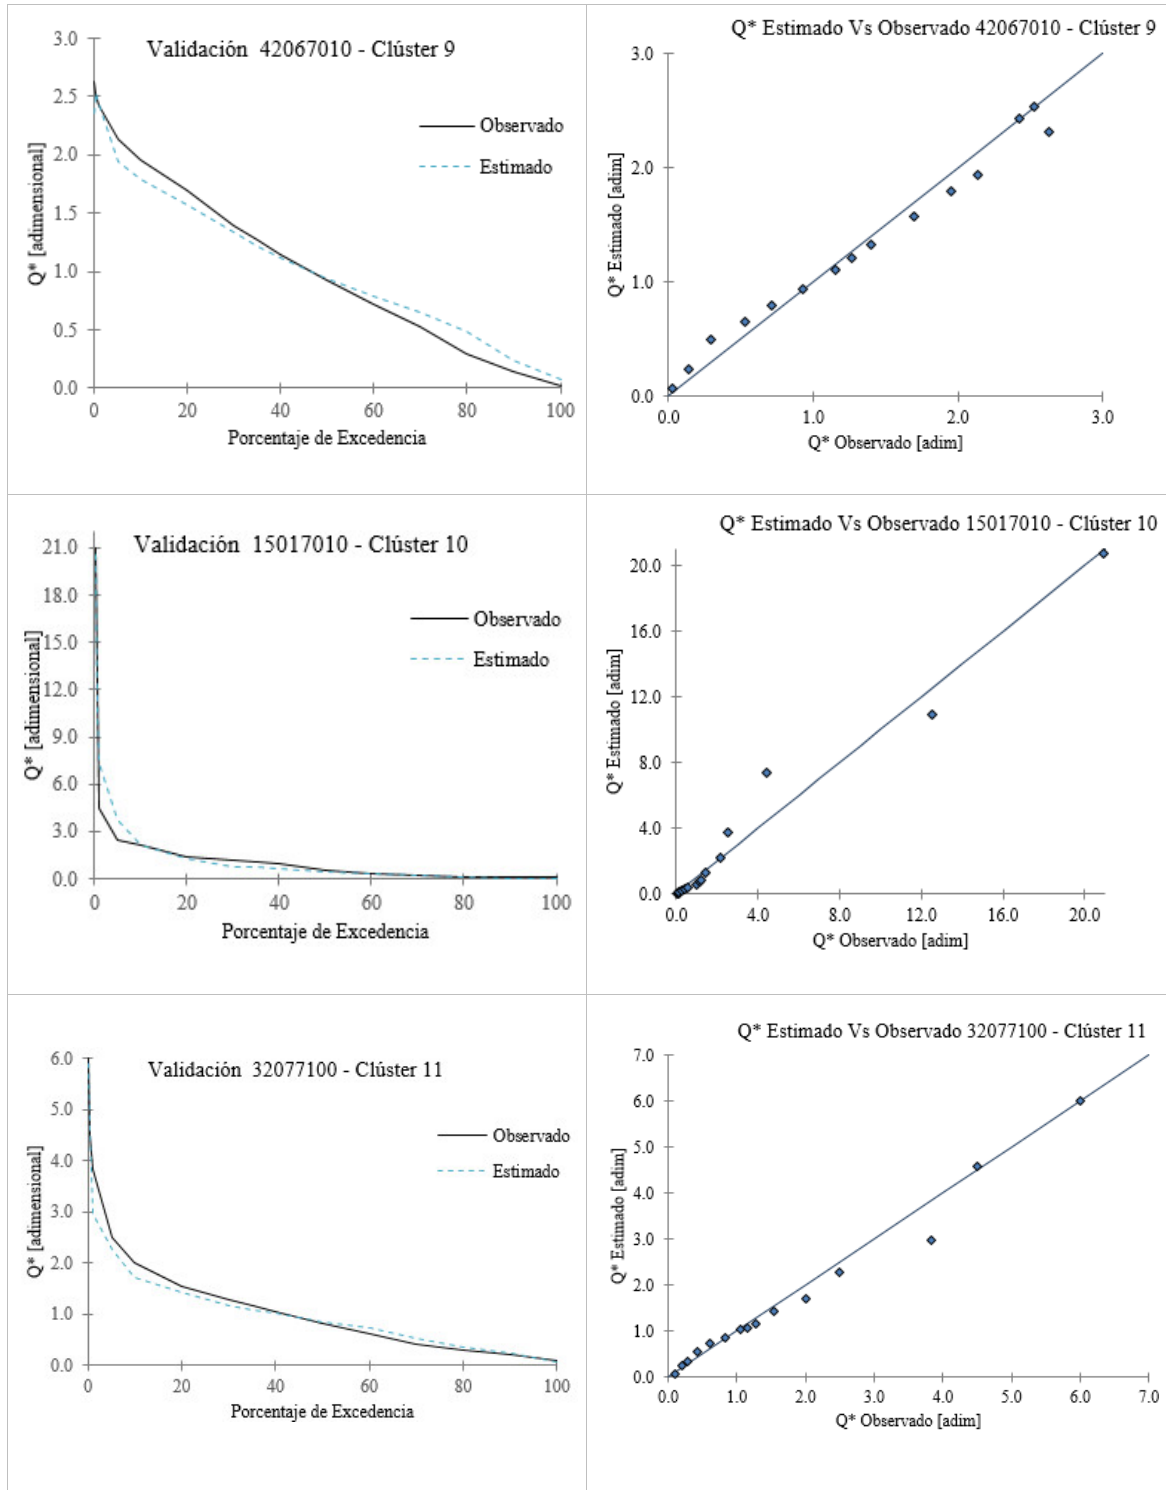 Validación 42067010 - Clúster 9
3.0
2.5
2.0
1.5
1.0
0.5
0.0
Q* [adimensional]
Observado
Estimado
0 20 40 60 80 100
Porcentaje de Excedencia
Q* Estimado Vs Observado 42067010 - Clúster 9
3.0
2.0
1.0
0.0
Q* Estimado [adim]
0.0 1.0 2.0 3.0
Q* Observado [adim]
Validación 15017010 - Clúster 10
21.0
18.0
15.0
12.0
9.0
6.0
3.0
0.0
Q* [adimensional]
Observado
Estimado
0 20 40 60 80 100
Porcentaje de Excedencia
Q* Estimado Vs Observado 15017010 - Clúster 10
20.0
16.0
12.0
8.0
4.0
0.0
Q* Estimado [adim]
0.0 4.0 8.0 12.0 16.0 20.0
Q* Observado [adim]
Validación 32077100 - Clúster 11
6.0
5.0
4.0
3.0
2.0
1.0
0.0
Q* [adimensional]
Observado
Estimado
0 20 40 60 80 100
Porcentaje de Excedencia
Q* Estimado Vs Observado 32077100 - Clúster 11
7.0
6.0
5.0
4.0
3.0
2.0
1.0
0.0
Q* Estimado [adim]
0.0 1.0 2.0 3.0 4.0 5.0 6.0 7.0
Q* Observado [adim]